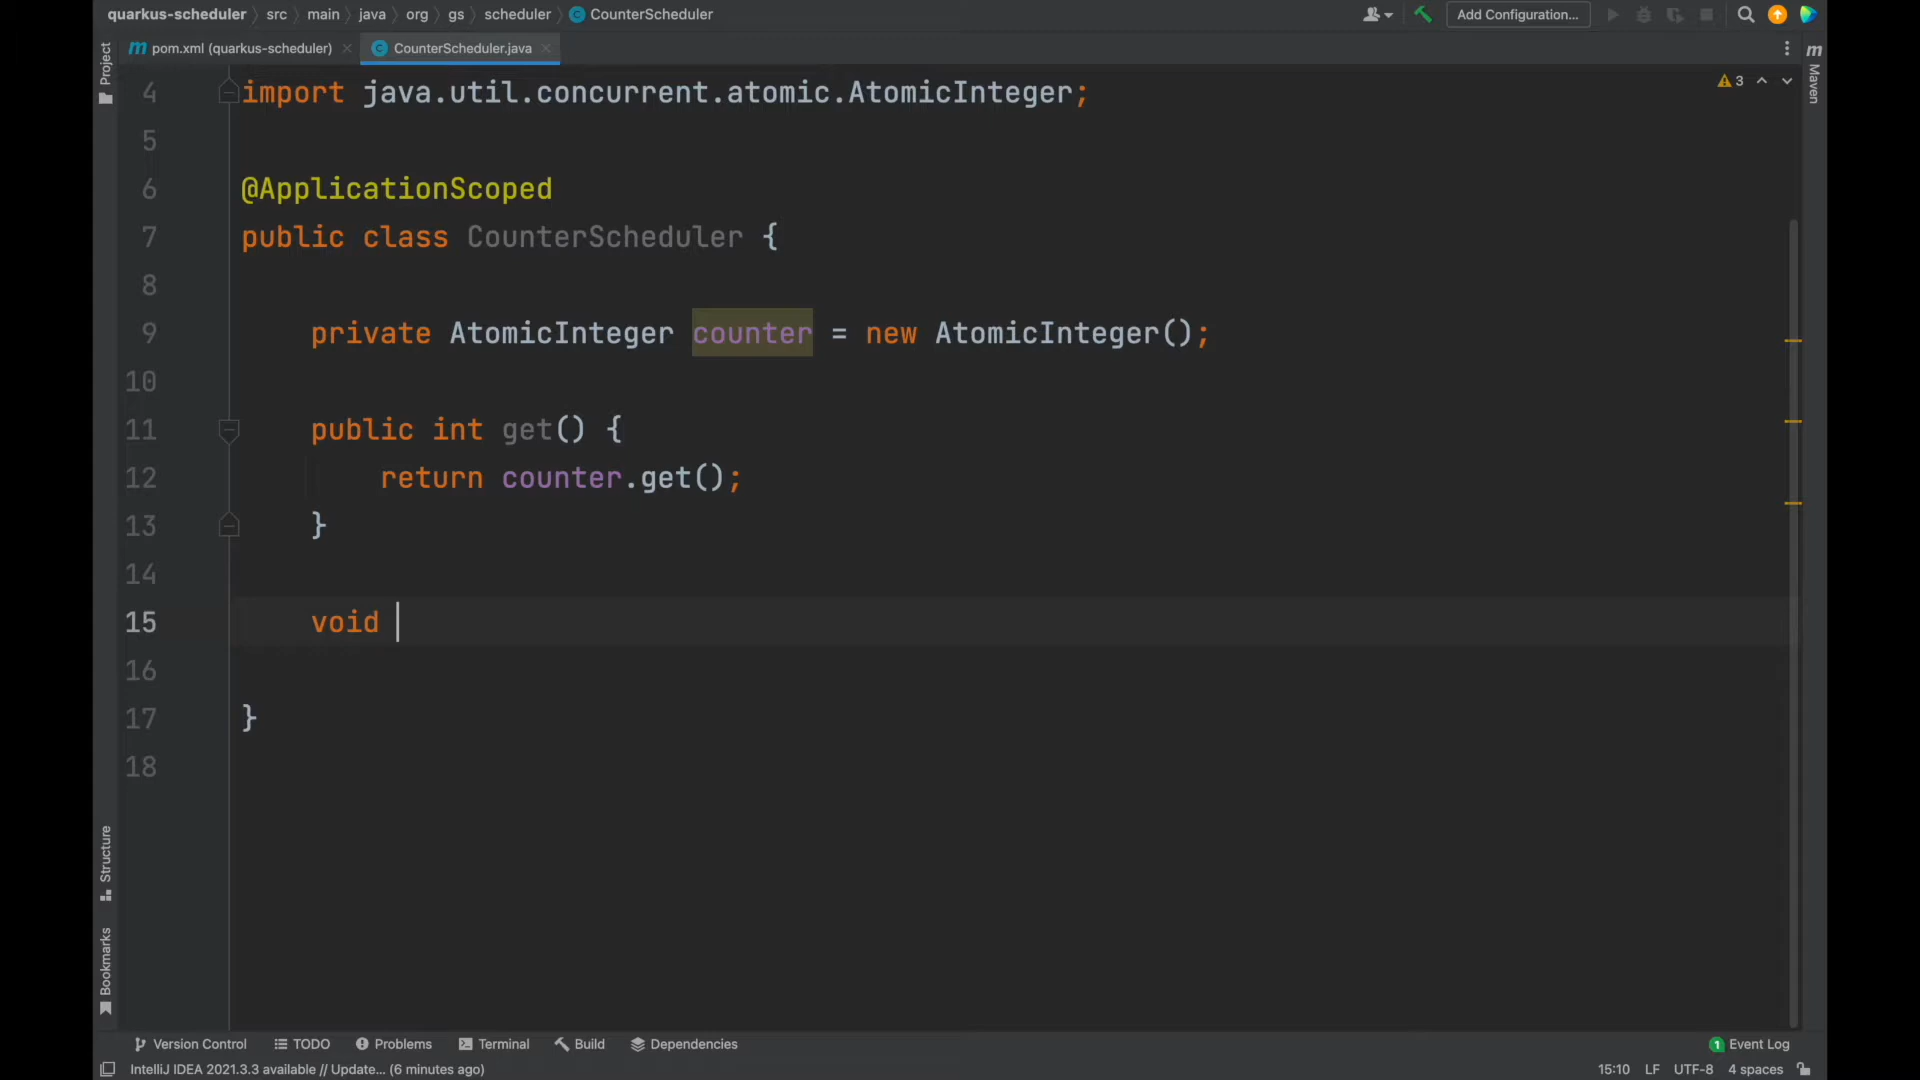 quarkus-scheduler src main java org gs scheduler CounterScheduler Add Configuration...
pom.xml (quarkus-scheduler) CounterScheduler.java
Project
Maven
3
4 import java.util.concurrent.atomic.AtomicInteger;
5
6 @ApplicationScoped
7 public class CounterScheduler {
8
9 private AtomicInteger counter = new AtomicInteger();
10
11 public int get() {
12 return counter.get();
13 }
14
15 void
16
17 }
18
Structure
Bookmarks
Version Control TODO Problems Terminal Build Dependencies 1 Event Log
IntelliJ IDEA 2021.3.3 available // Update... (6 minutes ago) 15:10 LF UTF-8 4 spaces